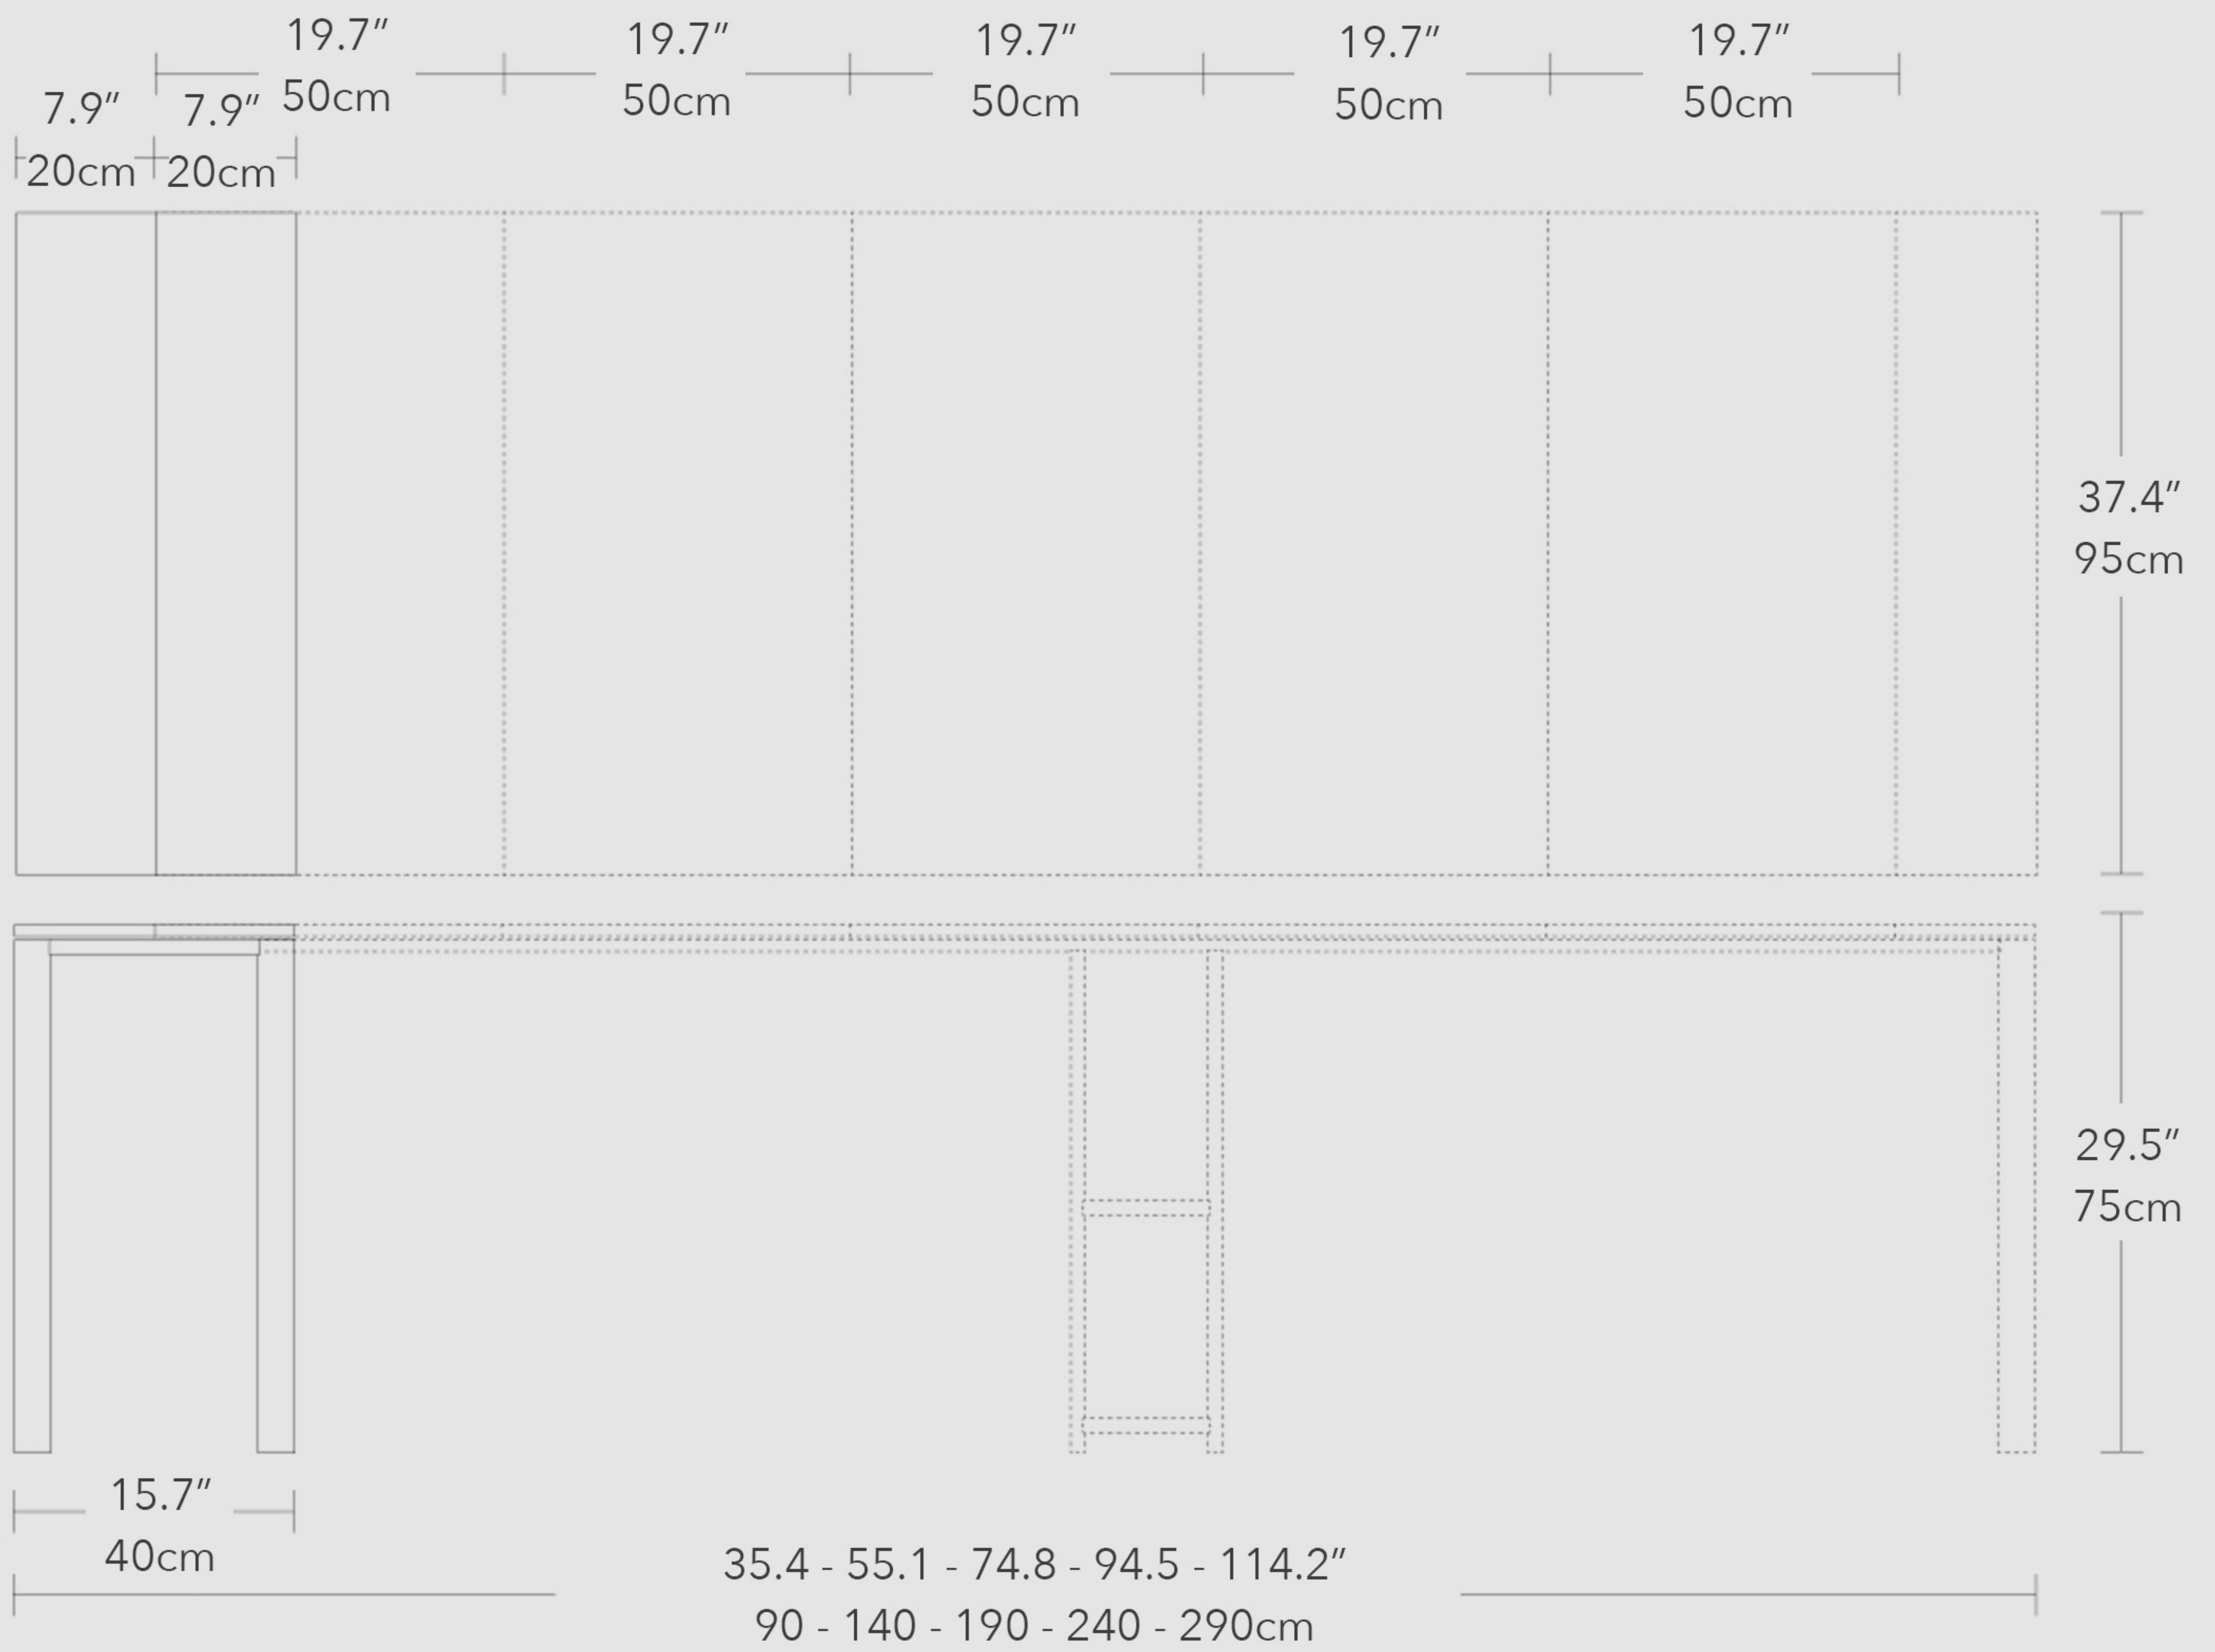 19.7″
50cm
19.7″
50cm
19.7″
50cm
19.7″
50cm
19.7″
50cm
7.9″
20cm
7.9″
20cm
37.4″
95cm
29.5″
75cm
15.7″
40cm
35.4 - 55.1 - 74.8 - 94.5 - 114.2″
90 - 140 - 190 - 240 - 290cm